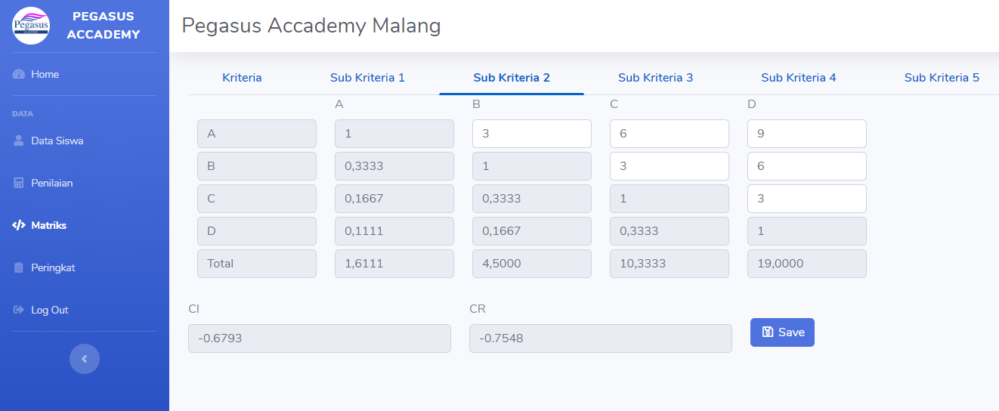 Pegasus
PEGASUS
ACCADEMY
Home
DATA
Data Siswa
Penilaian
Matriks
Peringkat
Log Out
Pegasus Accademy Malang
Kriteria Sub Kriteria 1 Sub Kriteria 2 Sub Kriteria 3 Sub Kriteria 4 Sub Kriteria 5
A B C D
A 1 3 6 9
B 0,3333 1 3 6
C 0,1667 0,3333 1 3
D 0,1111 0,1667 0,3333 1
Total 1,6111 4,5000 10,3333 19,0000
CI CR
-0.6793 -0.7548 Save